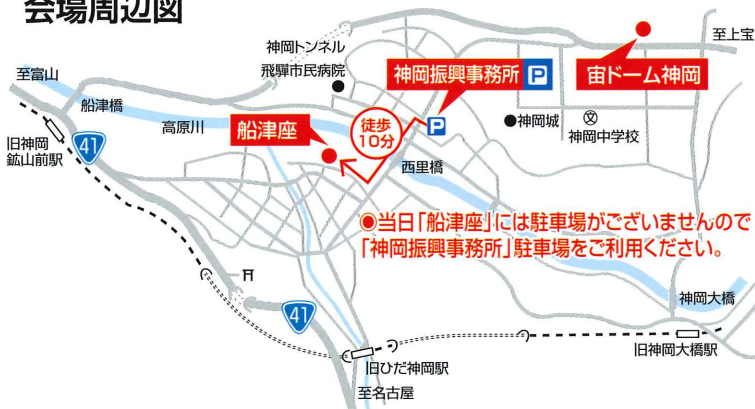 会場周辺図
至上宝
神岡トンネル
飛驒市民病院
神岡振興事務所 P
宙ドーム神岡
至富山
船津橋
高原川
船津座
徒歩
10分
P
神岡城
文
神岡中学校
旧神岡
鉱山前駅
41
西里橋
●当日「船津座」には駐車場がございませんので
「神岡振興事務所」駐車場をご利用ください。
神岡大橋
41
旧神岡大橋駅
旧ひだ神岡駅
至名古屋